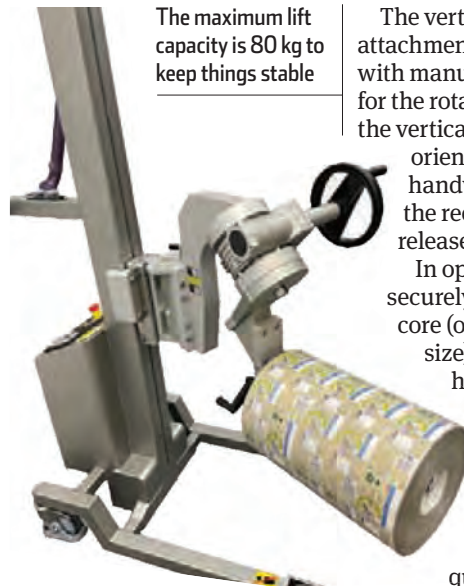 The maximum lift
capacity is 80 kg to
keep things stable
The vert
attachmen
with manu
for the rota
the vertica
orien
handw
the rec
release
In op
securely
core (o
size)
h
gu